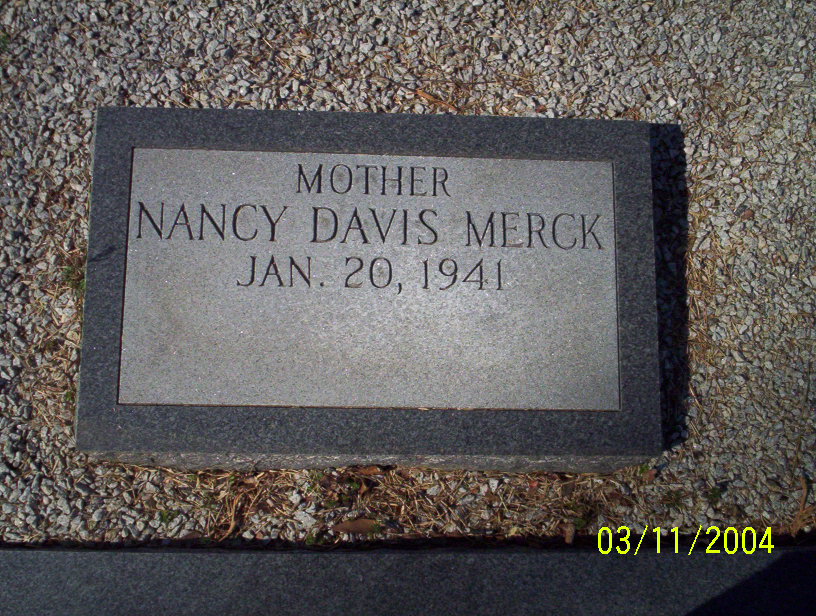 MOTHER
NANCY DAVIS MERCK
JAN. 20, 1941
03/11/2004